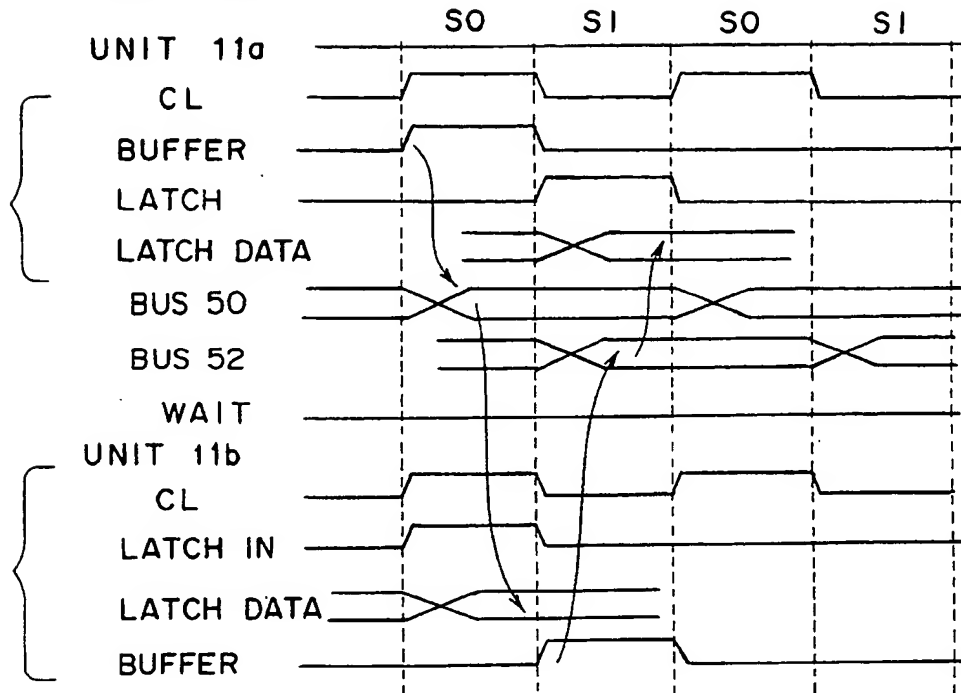 S0 S1 S0 S1
UNIT 11a
CL
BUFFER
LATCH
LATCH DATA
BUS 50
BUS 52
WAIT
UNIT 11b
CL
LATCH IN
LATCH DATA
BUFFER